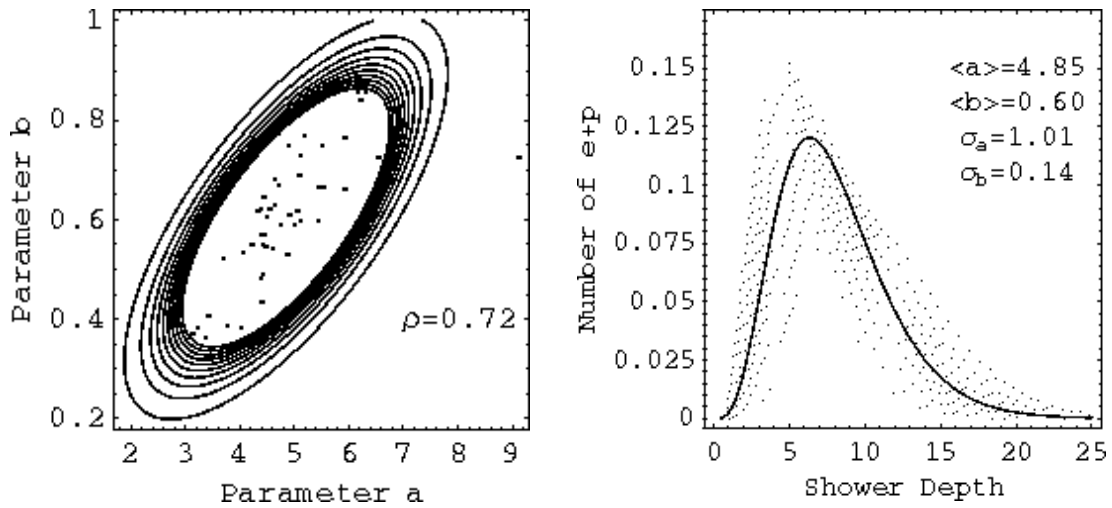 1
0.8
0.6
0.4
0.2
Parameter b
ρ=0.72
2 3 4 5 6 7 8 9
Parameter a
0.15
0.125
0.1
0.075
0.05
0.025
0
Number of e+p
<a>=4.85
<b>=0.60
σa=1.01
σb=0.14
0 5 10 15 20 25
Shower Depth